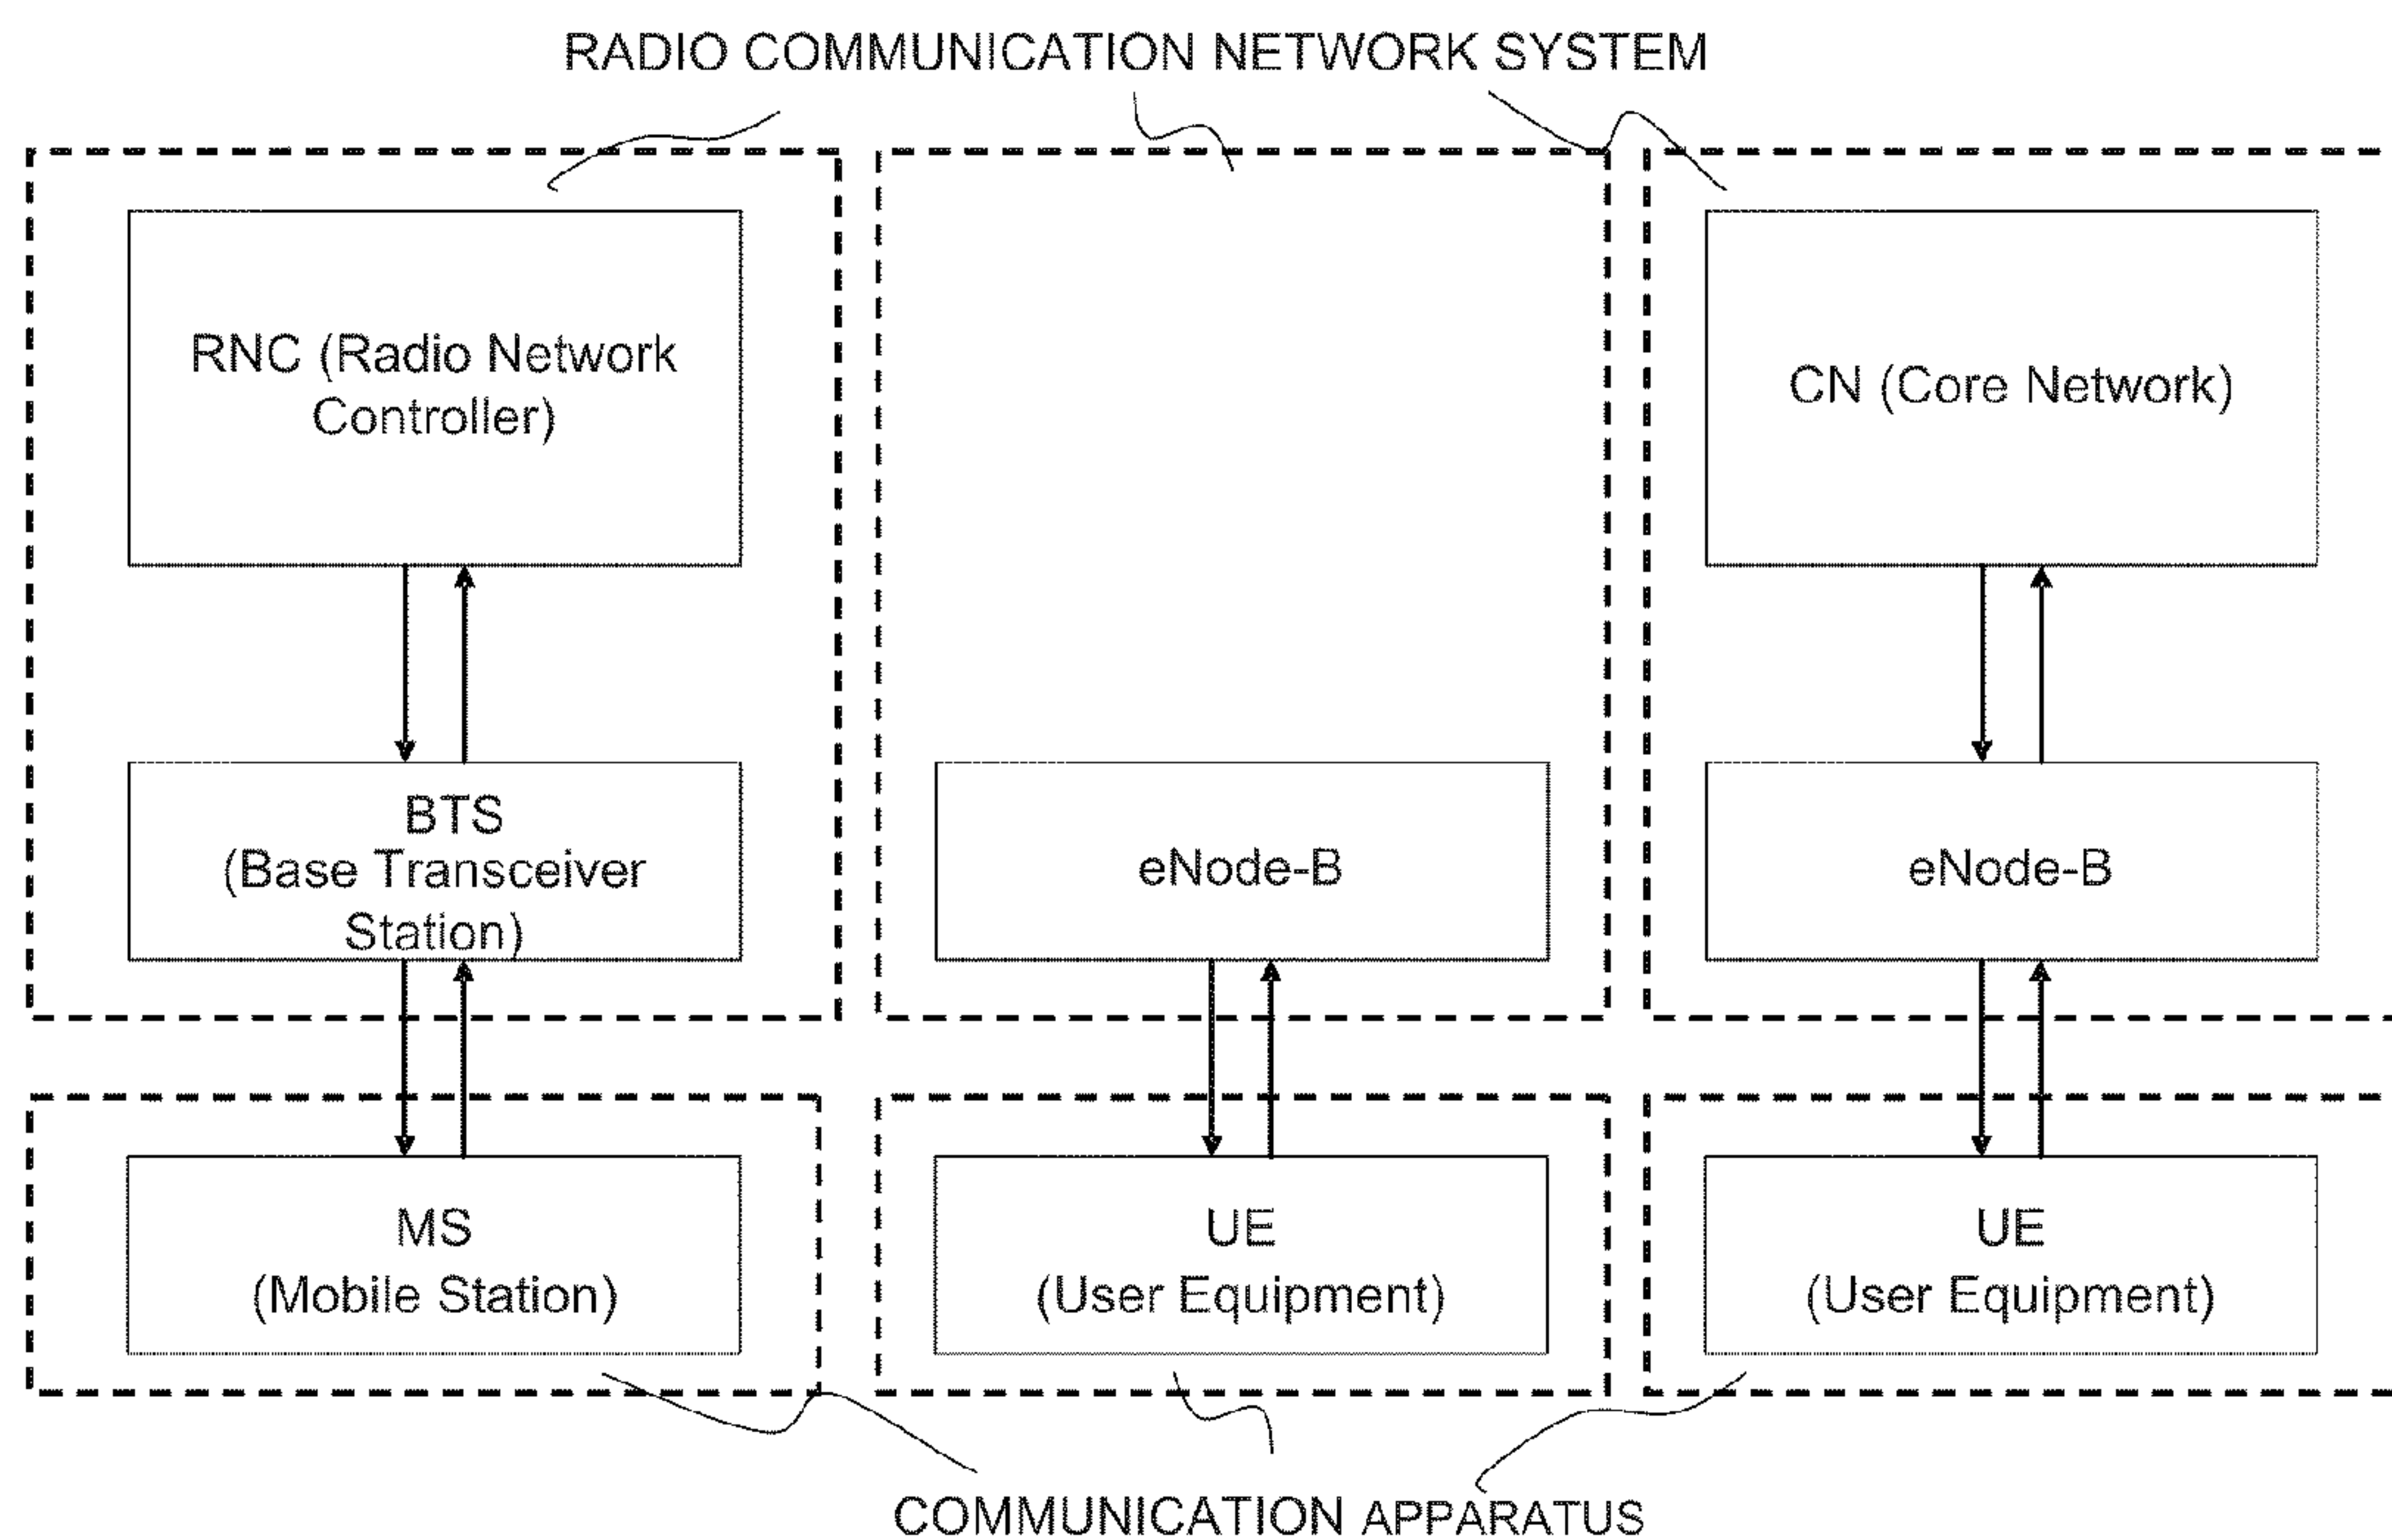 RADIO COMMUNICATION NETWORK SYSTEM
RNC (Radio Network
Controller)
CN (Core Network)
BTS
(Base Transceiver
Station)
eNode-B
eNode-B
MS
(Mobile Station)
UE
(User Equipment)
UE
(User Equipment)
COMMUNICATION APPARATUS